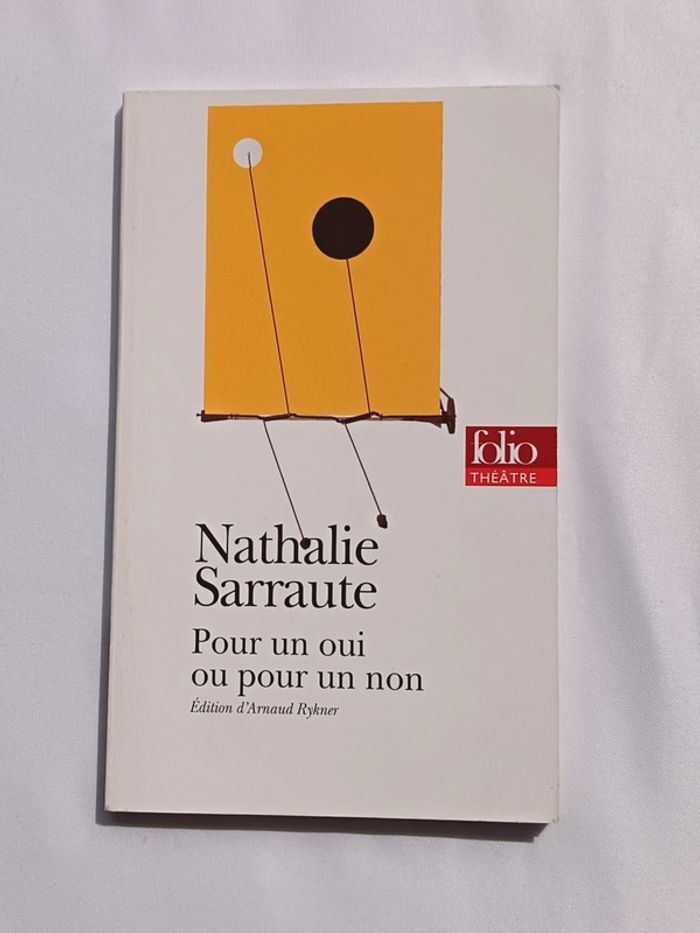 folio
THÉÂTRE
Nathalie
Sarraute
Pour un oui
ou pour un non
Édition d'Arnaud Rykner